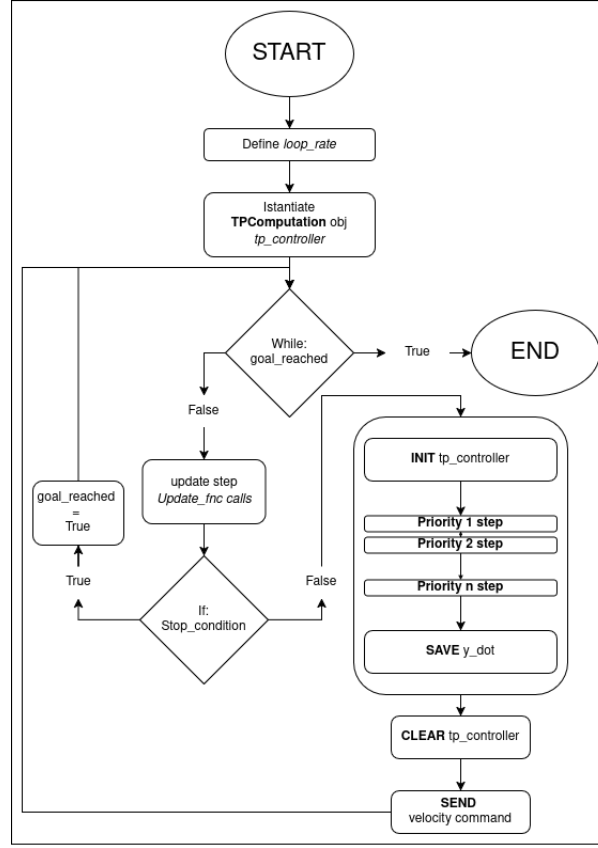 START
Define loop_rate
Istantiate
TPComputation obj
tp_controller
While:
goal_reached
True
END
False
update step
Update_fnc calls
goal_reached
=
True
True
If:
Stop_condition
False
INIT tp_controller
Priority 1 step
Priority 2 step
Priority n step
SAVE y_dot
CLEAR tp_controller
SEND
velocity command